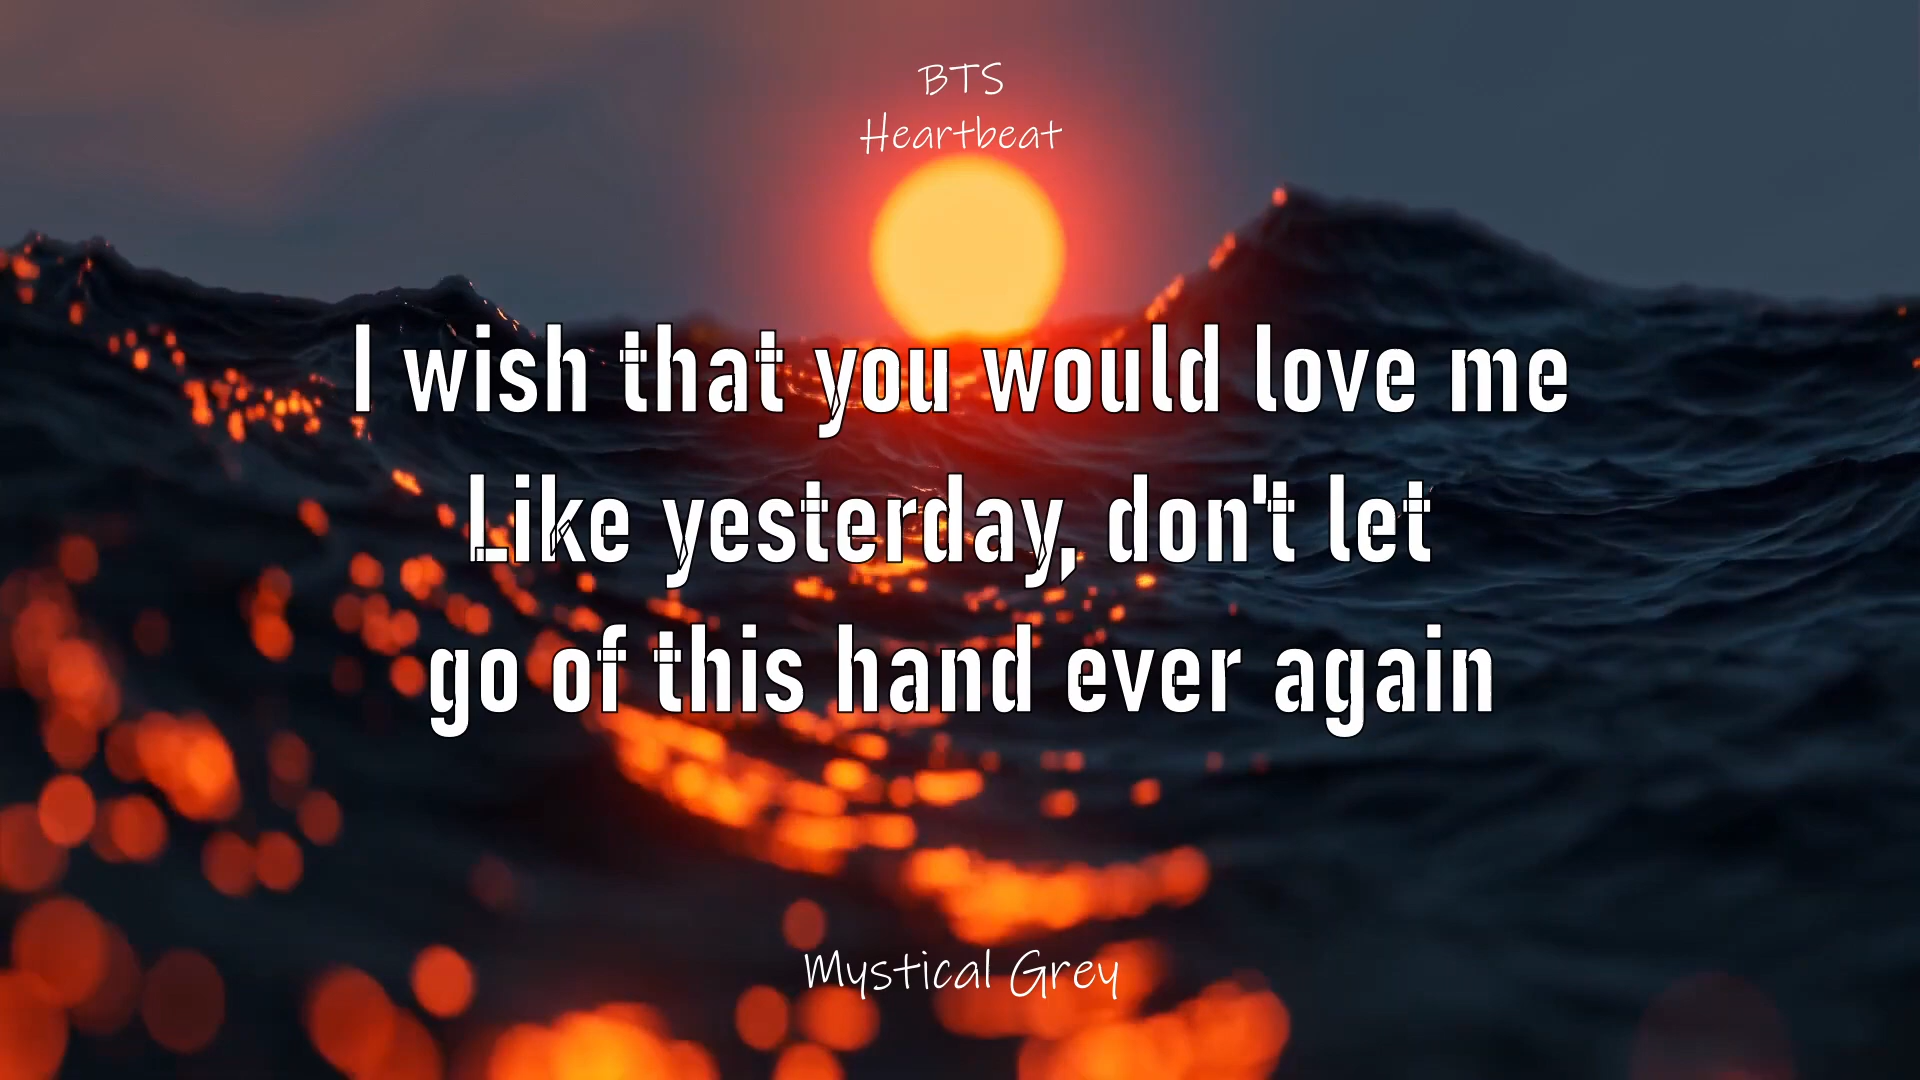 BTS
Heartbeat
I wish that you would love me
Like yesterday, don't let
go of this hand ever again
Mystical Grey